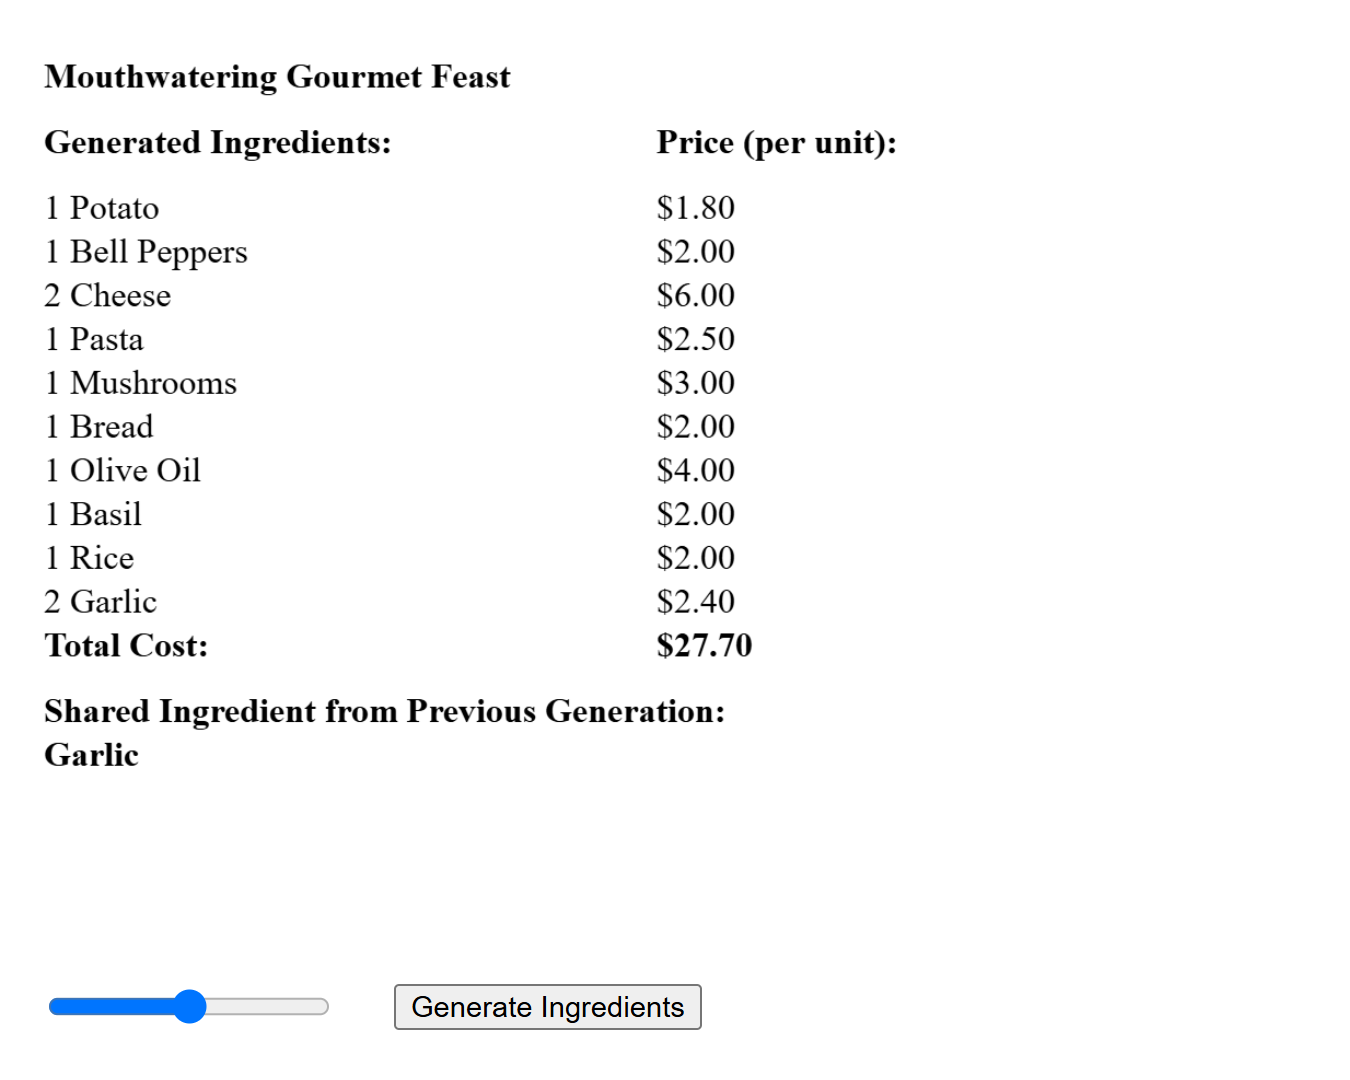 Mouthwatering Gourmet Feast
Generated Ingredients: Price (per unit):
1 Potato $1.80
1 Bell Peppers $2.00
2 Cheese $6.00
1 Pasta $2.50
1 Mushrooms $3.00
1 Bread $2.00
1 Olive Oil $4.00
1 Basil $2.00
1 Rice $2.00
2 Garlic $2.40
Total Cost: $27.70
Shared Ingredient from Previous Generation:
Garlic
Generate Ingredients